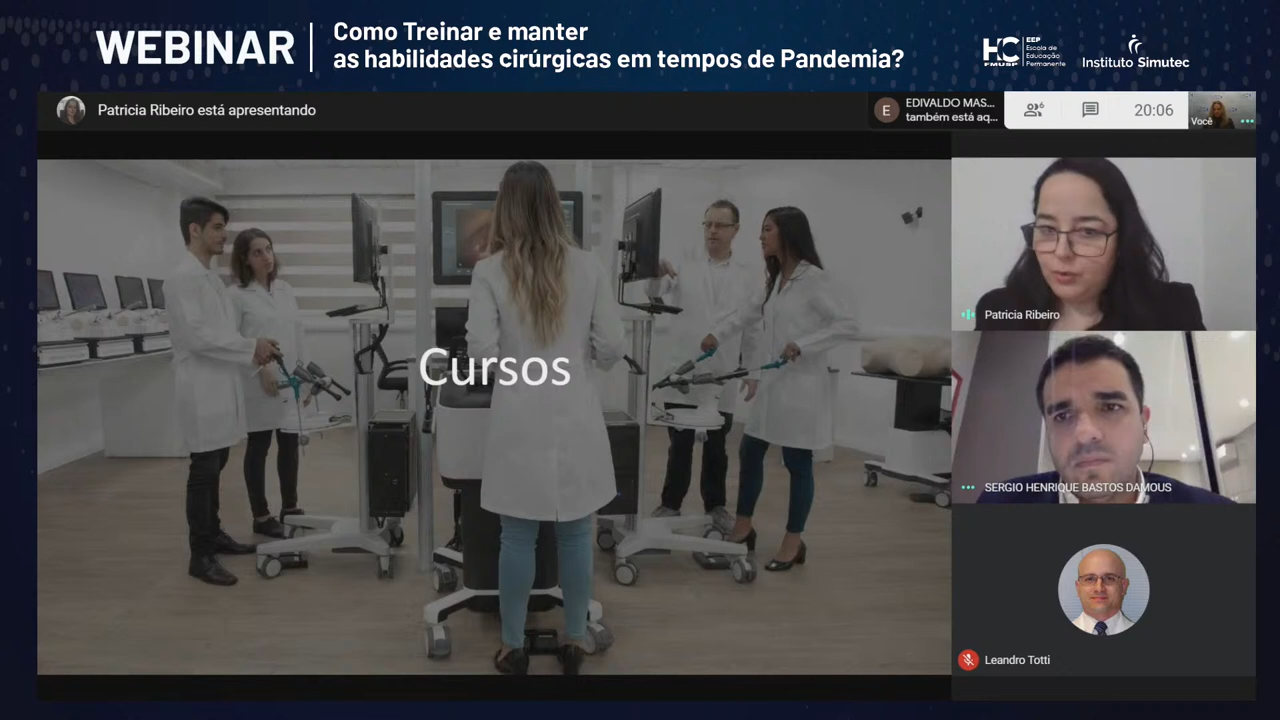 WEBINAR
Como Treinar e manter
as habilidades cirúrgicas em tempos de Pandemia?
HC
FMUSP
EEP
Escola de
Educação
Permanente
Instituto Simutec
Patricia Ribeiro está apresentando
E
EDIVALDO MAS...
também está aq...
6
20:06
Você
Cursos
Patricia Ribeiro
SERGIO HENRIQUE BASTOS DAMOUS
Leandro Totti